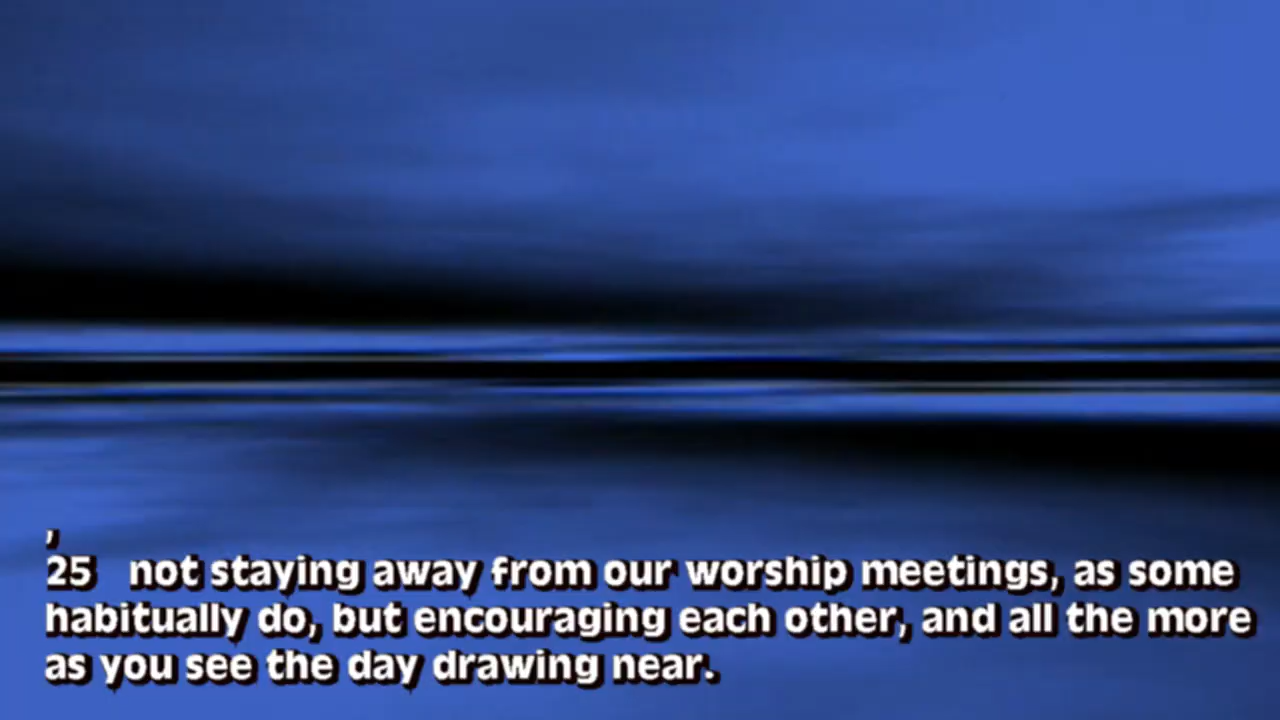 ,
25 not staying away from our worship meetings, as some
habitually do, but encouraging each other, and all the more
as you see the day drawing near.